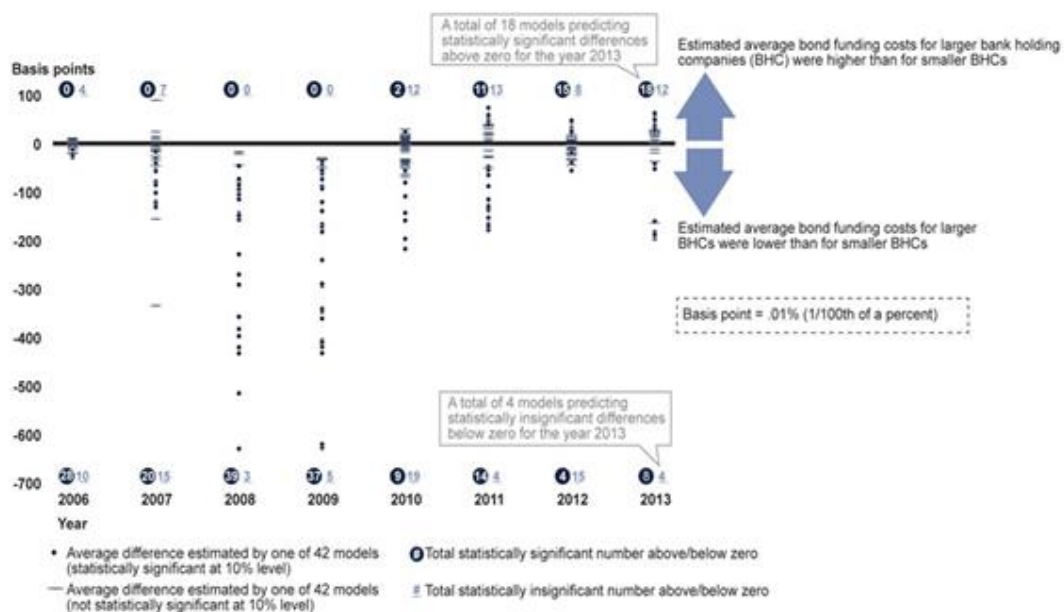 A total of 18 models predicting
statistically significant differences
above zero for the year 2013
Estimated average bond funding costs for larger bank holding
companies (BHC) were higher than for smaller BHCs
Basis points
0 4 0 7 0 0 0 0 2 12 11 13 15 8 18 12
100
0
-100
-200
-300
-400
-500
-600
-700
Estimated average bond funding costs for larger
BHCs were lower than for smaller BHCs
Basis point = .01% (1/100th of a percent)
A total of 4 models predicting
statistically insignificant differences
below zero for the year 2013
28 10 20 15 39 3 37 5 9 19 14 4 4 15 8 4
2006 2007 2008 2009 2010 2011 2012 2013
Year
Average difference estimated by one of 42 models
(statistically significant at 10% level)
Average difference estimated by one of 42 models
(not statistically significant at 10% level)
# Total statistically significant number above/below zero
# Total statistically insignificant number above/below zero